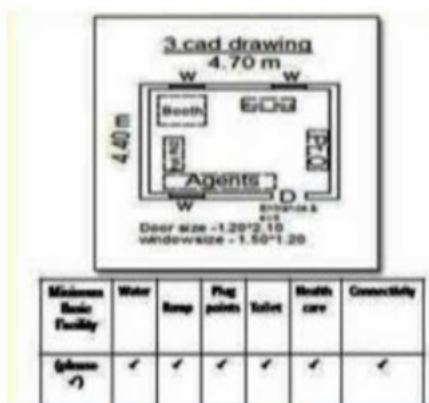 3.cad drawing
4.70 m
W W
Booth
4.40 m
Agents
W D
Entrance &
Door size -1.20*2.10
window size - 1.50*1.20
Minimum Basic Facility Water Ramp Plug points Toilet Health care Connectivity
(please ✓) ✓ ✓ ✓ ✓ ✓ ✓